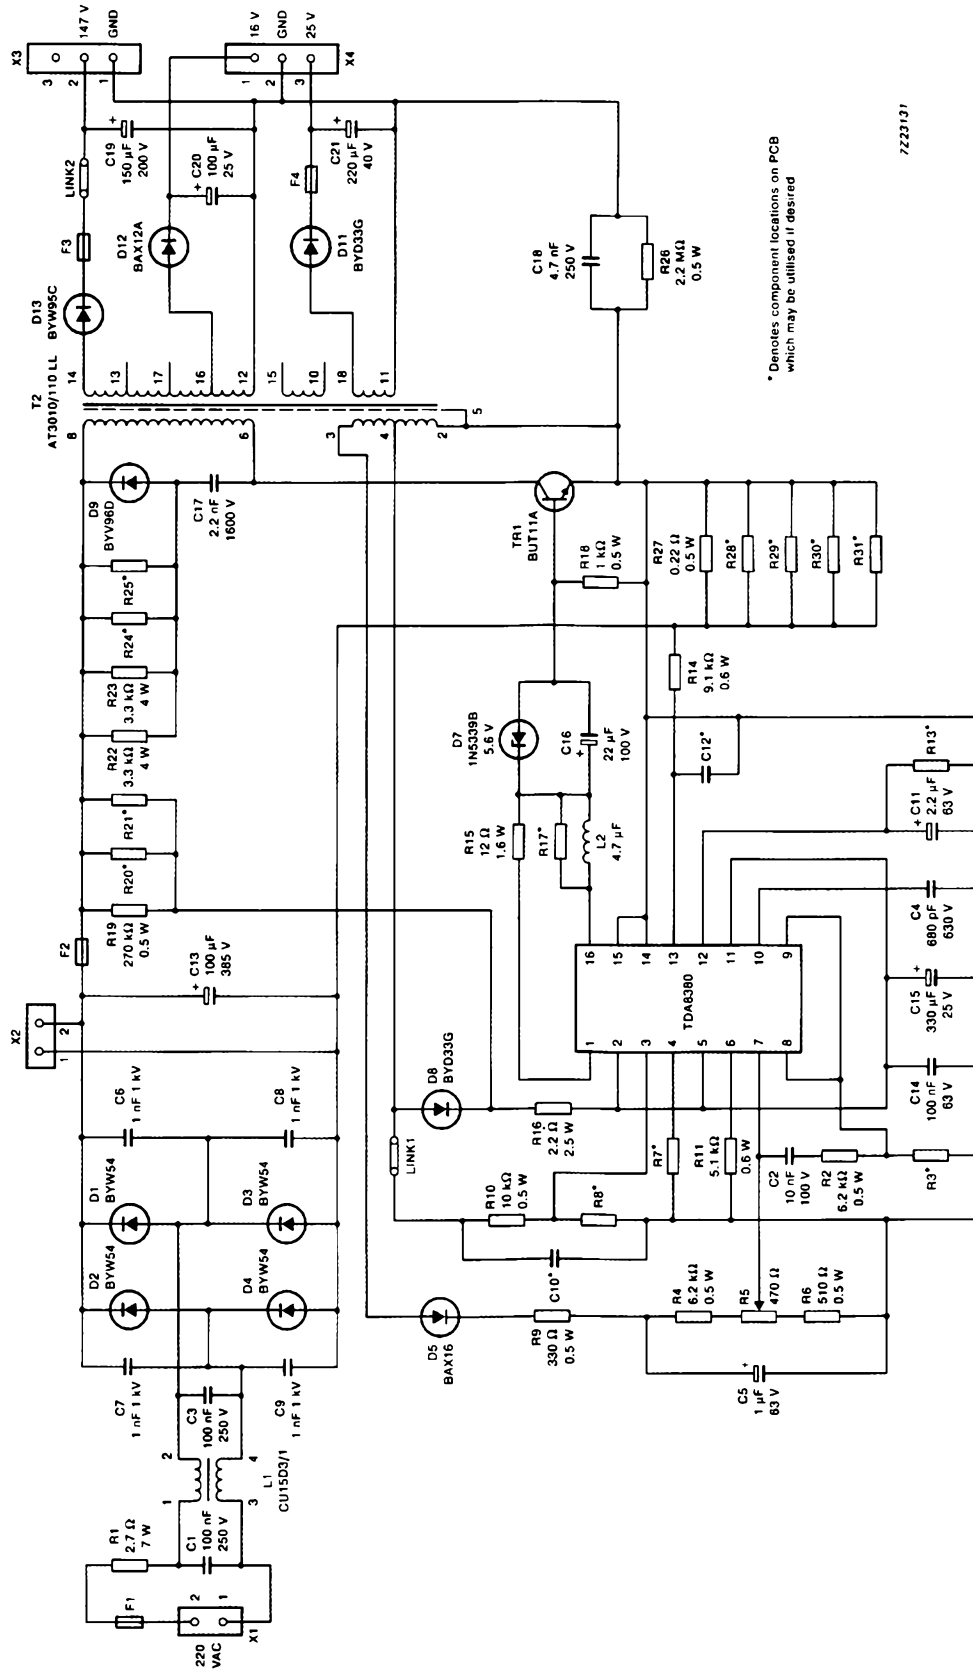 220
VAC
X1
2
1
F1
R1
2.7 Ω
7 W
C1
100 nF
250 V
1
2
3
4
L1
CU15D3/1
C3
100 nF
250 V
C7
1 nF 1 kV
C9
1 nF 1 kV
D2
BYW54
D4
BYW54
D1
BYW54
D3
BYW54
C6
1 nF 1 kV
C8
1 nF 1 kV
X2
1
2
C13
+
100 µF
385 V
F2
R19
270 kΩ
0.5 W
R20*
R21*
R22
3.3 kΩ
4 W
R23
3.3 kΩ
4 W
R24*
R25*
D9
BYV96D
C17
2.2 nF
1600 V
T2
AT3010/110 LL
8
6
3
4
2
5
14
13
17
16
12
15
10
18
11
D13
BYW95C
F3
LINK2
C19
+
150 µF
200 V
D12
BAX12A
C20
+
100 µF
25 V
D11
BYD33G
F4
C21
+
220 µF
40 V
X3
3
2
1
147 V
GND
X4
1
2
3
16 V
GND
25 V
C18
4.7 nF
250 V
R26
2.2 MΩ
0.5 W
TR1
BUT11A
R18
1 kΩ
0.5 W
R27
0.22 Ω
0.5 W
R28*
R29*
R30*
R31*
R14
9.1 kΩ
0.6 W
C12*
D7
1N5339B
5.6 V
C16
+
22 µF
100 V
R15
12 Ω
1.6 W
R17*
L2
4.7 µF
TDA8380
1
2
3
4
5
6
7
8
16
15
14
13
12
11
10
9
R13*
C11
+
2.2 µF
63 V
C4
680 pF
630 V
C15
+
330 µF
25 V
C14
100 nF
63 V
D8
BYD33G
LINK1
R16
2.2 Ω
2.5 W
R10
10 kΩ
0.5 W
R8*
C10*
R7*
R11
5.1 kΩ
0.6 W
C2
10 nF
100 V
R2
6.2 kΩ
0.5 W
R3*
D5
BAX16
R9
330 Ω
0.5 W
R4
6.2 kΩ
0.5 W
R5
470 Ω
R6
510 Ω
0.5 W
C5
+
1 µF
63 V
* Denotes component locations on PCB
which may be utilised if desired
7Z23131